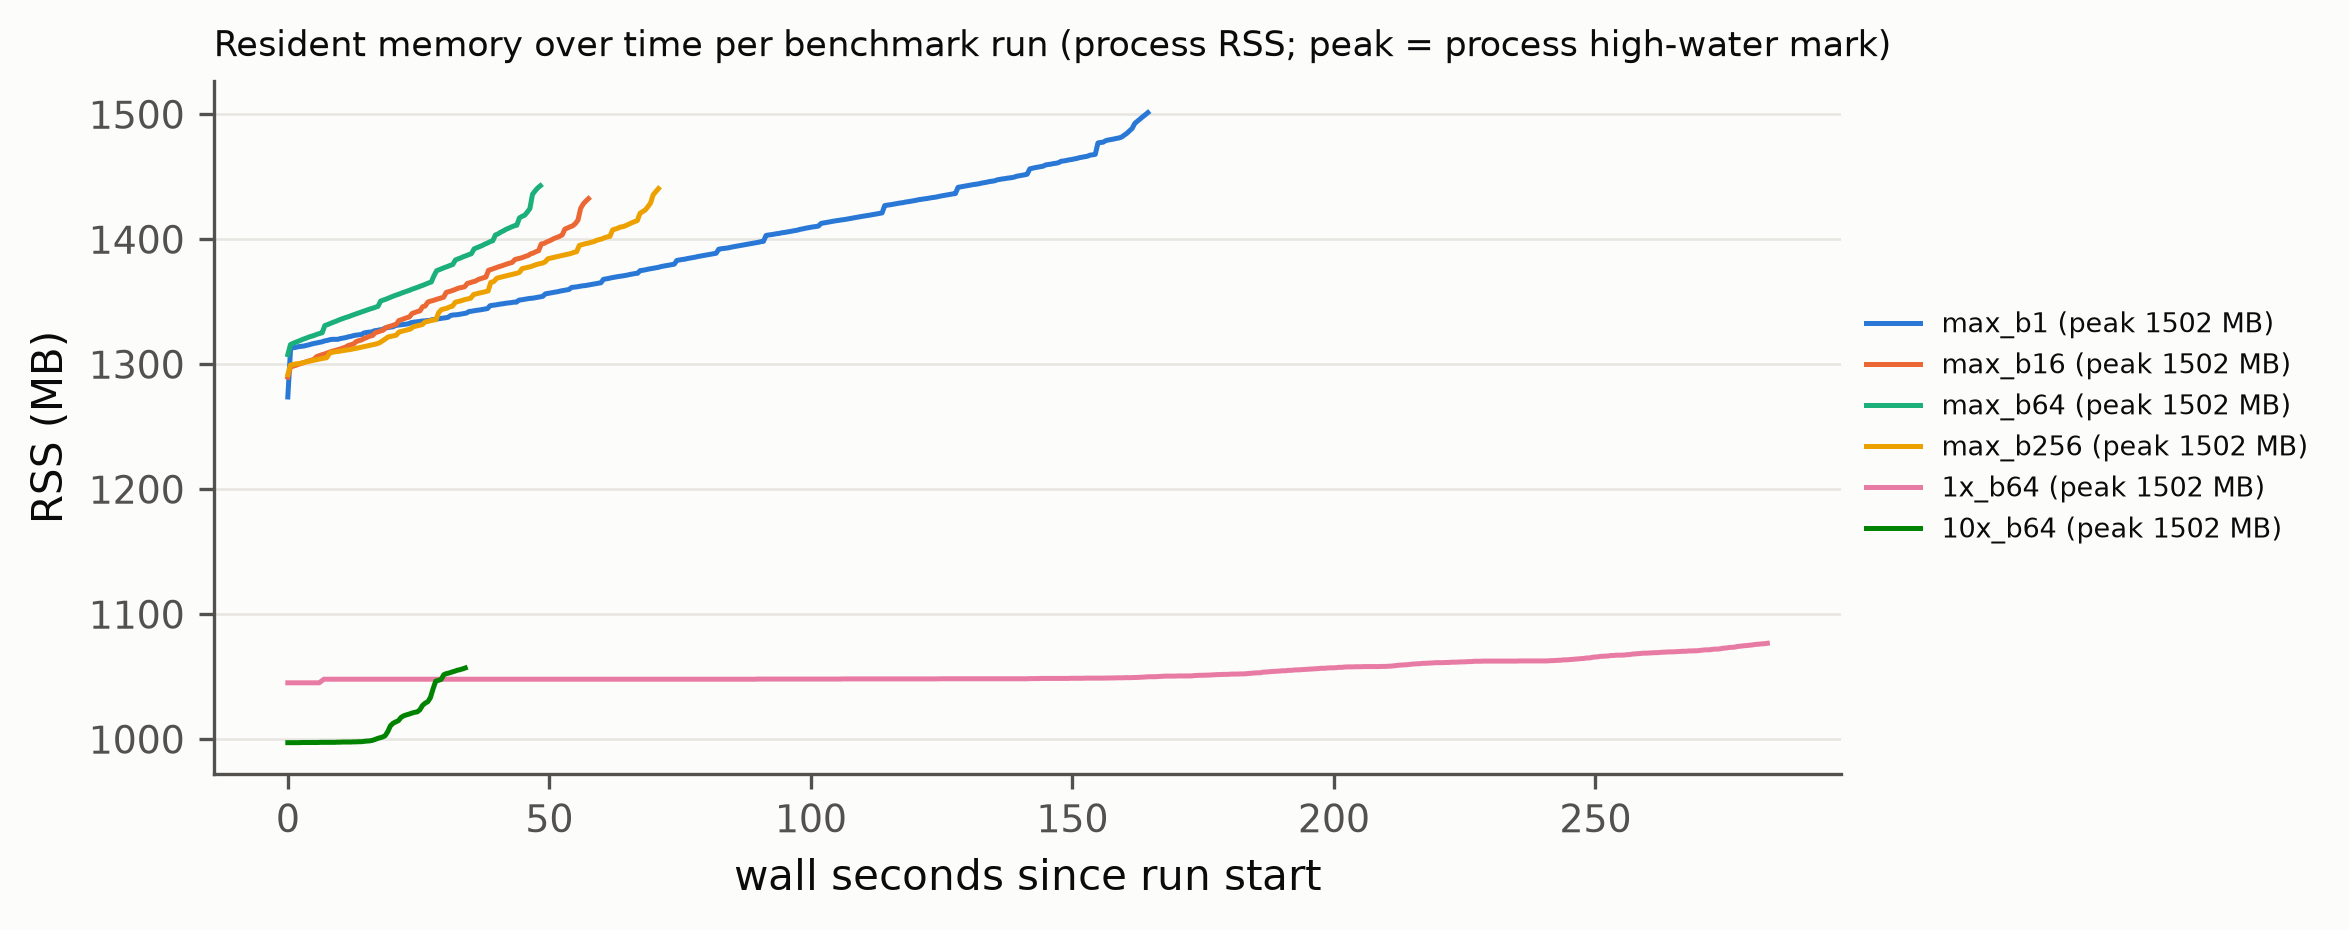 Resident memory over time per benchmark run (process RSS; peak = process high-water mark)
RSS (MB)
1500
1400
1300
1200
1100
1000
0 50 100 150 200 250
wall seconds since run start
max_b1 (peak 1502 MB)
max_b16 (peak 1502 MB)
max_b64 (peak 1502 MB)
max_b256 (peak 1502 MB)
1x_b64 (peak 1502 MB)
10x_b64 (peak 1502 MB)